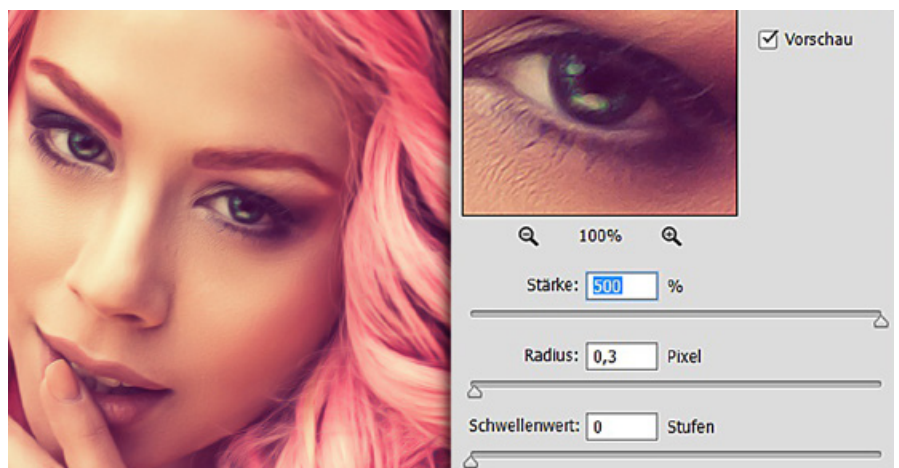 Vorschau
100%
Stärke: 500 %
Radius: 0,3 Pixel
Schwellenwert: 0 Stufen